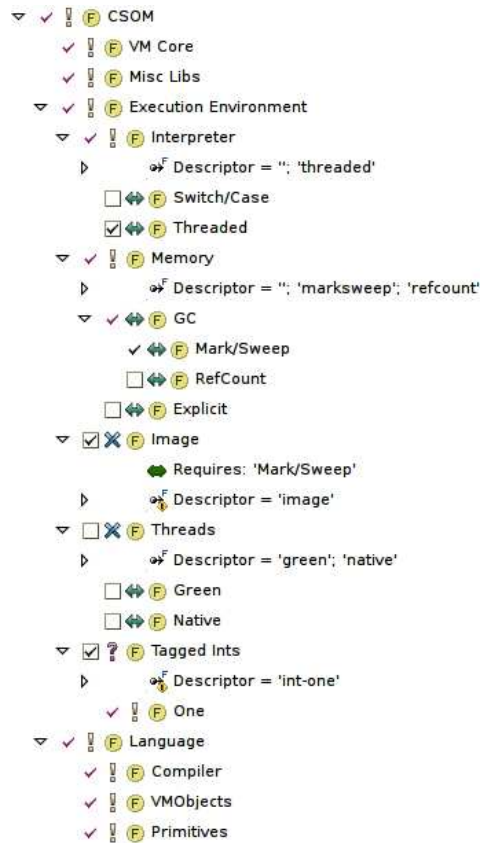 CSOM
VM Core
Misc Libs
Execution Environment
Interpreter
Descriptor = ''; 'threaded'
Switch/Case
Threaded
Memory
Descriptor = ''; 'marksweep'; 'refcount'
GC
Mark/Sweep
RefCount
Explicit
Image
Requires: 'Mark/Sweep'
Descriptor = 'image'
Threads
Descriptor = 'green'; 'native'
Green
Native
Tagged Ints
Descriptor = 'int-one'
One
Language
Compiler
VMObjects
Primitives